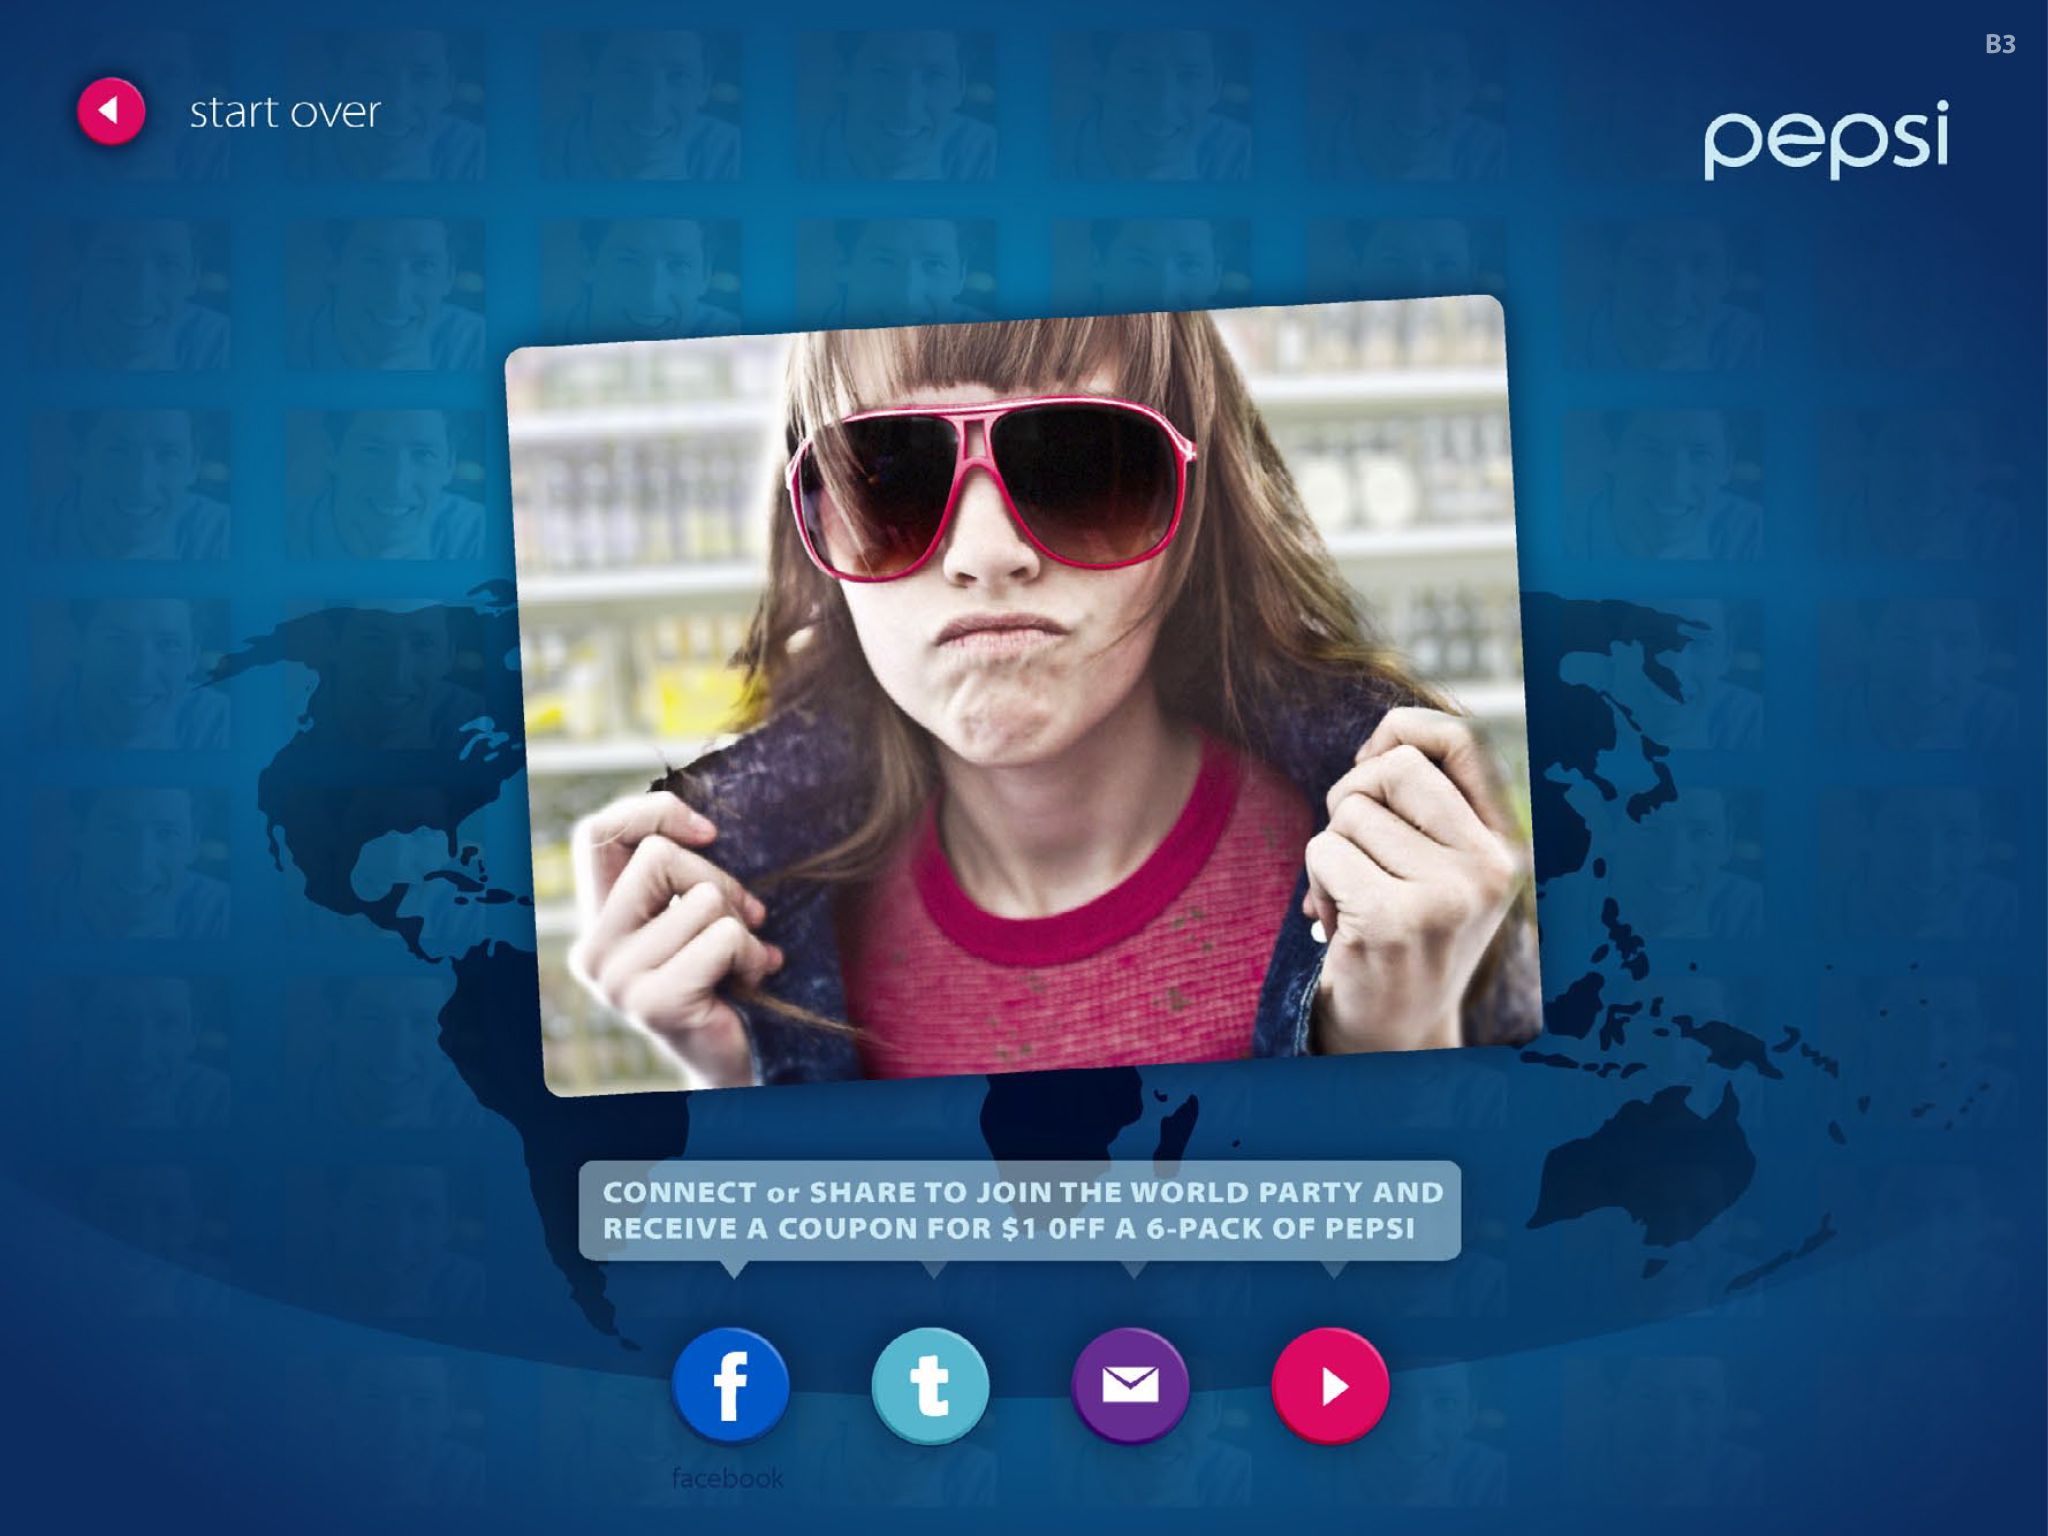 B3
start over
pepsi
CONNECT or SHARE TO JOIN THE WORLD PARTY AND
RECEIVE A COUPON FOR $1 0FF A 6-PACK OF PEPSI
f
t
facebook